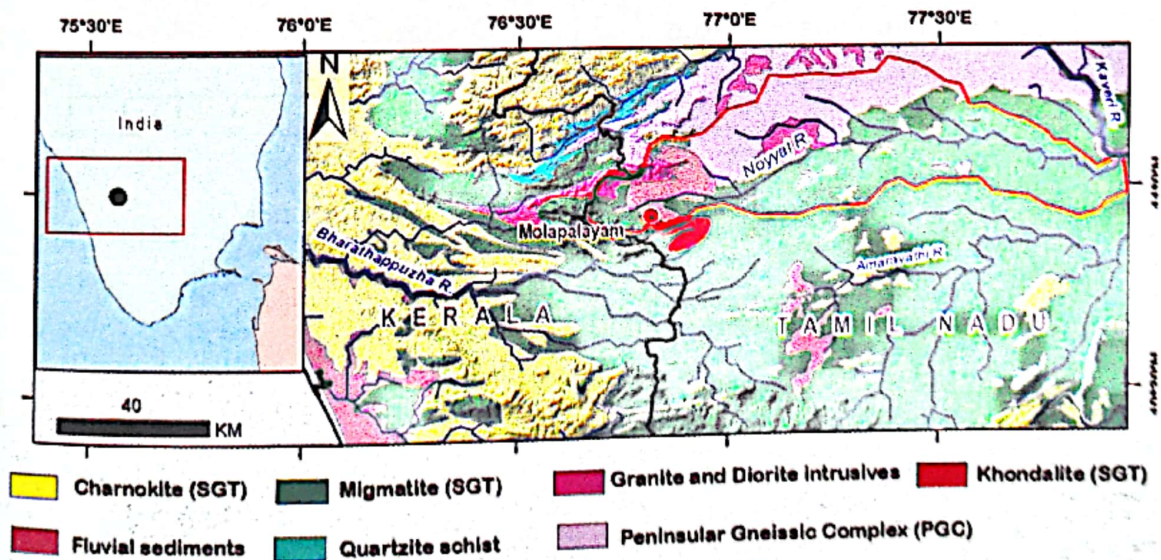 75°30'E 76°0'E 76°30'E 77°0'E 77°30'E
N
India
Kaveri R
Noyyal R
Molapalayam
Bharathappuzha R.
Amaravathi R
KERALA
TAMIL NADU
40
KM
Charnokite (SGT)
Migmatite (SGT)
Granite and Diorite intrusives
Khondalite (SGT)
Fluvial sediments
Quartzite schist
Peninsular Gneissic Complex (PGC)